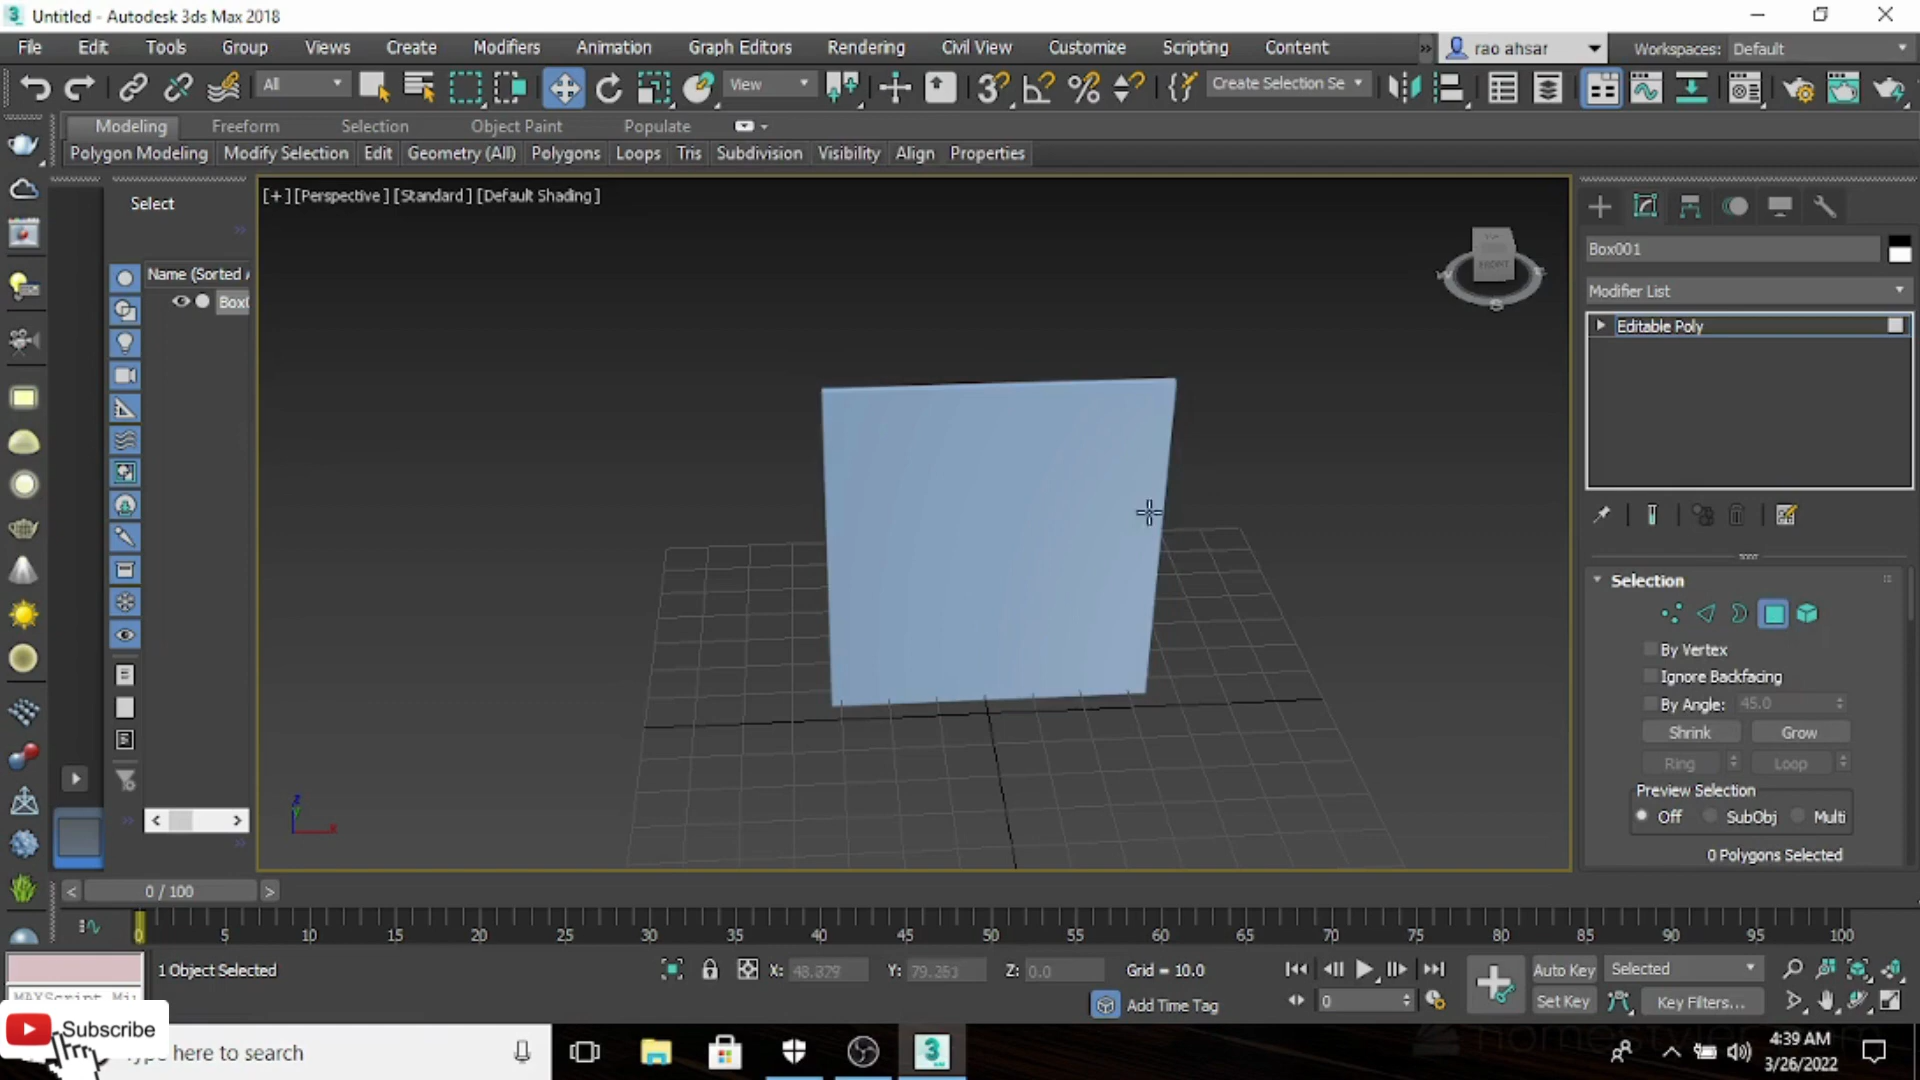 Untitled - Autodesk 3ds Max 2018
File Edit Tools Group Views Create Modifiers Animation Graph Editors Rendering Civil View Customize Scripting Content rao ahsar Workspaces: Default
All View Create Selection Se
Modeling Freeform Selection Object Paint Populate
Polygon Modeling Modify Selection Edit Geometry (All) Polygons Loops Tris Subdivision Visibility Align Properties
Select
[+] [Perspective] [Standard] [Default Shading]
FRONT
S
Box001
Name (Sorted
Modifier List
Editable Poly
Selection
By Vertex
Ignore Backfacing
By Angle: 45.0
Shrink Grow
Ring Loop
Preview Selection
Off SubObj Multi
0 Polygons Selected
z
x
0 / 100
0 5 10 15 20 25 30 35 40 45 50 55 60 65 70 75 80 85 90 95 100
1 Object Selected X: 48.379 Y: Z: 0.0 Grid = 10.0 Auto Key Selected
MAXScript Mi
Add Time Tag 0 Set Key Key Filters...
Subscribe
ype here to search
4:39 AM
3/26/2022